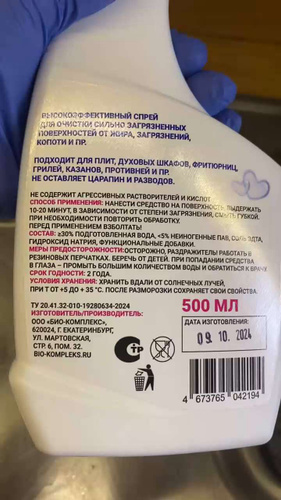 ВЫСОКОЭФФЕКТИВНЫЙ СПРЕЙ
ДЛЯ ОЧИСТКИ СИЛЬНО ЗАГРЯЗНЕННЫХ
ПОВЕРХНОСТЕЙ ОТ ЖИРА, ЗАГРЯЗНЕНИЙ,
КОПОТИ И ПР.
ПОДХОДИТ ДЛЯ ПЛИТ, ДУХОВЫХ ШКАФОВ, ФРИТЮРНИЦ,
ГРИЛЕЙ, КАЗАНОВ, ПРОТИВНЕЙ И ПР.
НЕ ОСТАВЛЯЕТ ЦАРАПИН И РАЗВОДОВ.
НЕ СОДЕРЖИТ АГРЕССИВНЫХ РАСТВОРИТЕЛЕЙ И КИСЛОТ
СПОСОБ ПРИМЕНЕНИЯ: НАНЕСТИ СРЕДСТВО НА ПОВЕРХНОСТЬ, ВЫДЕРЖАТЬ
10-20 МИНУТ, В ЗАВИСИМОСТИ ОТ СТЕПЕНИ ЗАГРЯЗНЕНИЯ, СМЫТЬ ГУБКОЙ.
ПРИ НЕОБХОДИМОСТИ ПОВТОРИТЬ ОБРАБОТКУ.
ПЕРЕД ПРИМЕНЕНИЕМ ВЗБОЛТАТЬ!
СОСТАВ: ≥30% ПОДГОТОВЛЕННАЯ ВОДА, <5% НЕИОНОГЕННЫЕ ПАВ, СОЛЬ ЭДТА,
ГИДРОКСИД НАТРИЯ, ФУНКЦИОНАЛЬНЫЕ ДОБАВКИ.
МЕРЫ ПРЕДОСТОРОЖНОСТИ: ОСТОРОЖНО, РАЗДРАЖИТЕЛЬ! РАБОТАТЬ В
РЕЗИНОВЫХ ПЕРЧАТКАХ. БЕРЕЧЬ ОТ ДЕТЕЙ. ПРИ ПОПАДАНИИ СРЕДСТВА
В ГЛАЗА – ПРОМЫТЬ БОЛЬШИМ КОЛИЧЕСТВОМ ВОДЫ И ОБРАТИТЬСЯ К ВРАЧУ.
СРОК ГОДНОСТИ: 2 ГОДА.
УСЛОВИЯ ХРАНЕНИЯ: ХРАНИТЬ ВДАЛИ ОТ СОЛНЕЧНЫХ ЛУЧЕЙ.
ПРИ Т ОТ +5 ДО + 35 °С. ПОСЛЕ РАЗМОРОЗКИ СОХРАНЯЕТ СВОИ СВОЙСТВА.
ТУ 20.41.32-010-19280634-2024
ИЗГОТОВИТЕЛЬ/ПРОИЗВОДИТЕЛЬ:
ООО «БИО-КОМПЛЕКС»,
620024, Г. ЕКАТЕРИНБУРГ,
УЛ. МАРТОВСКАЯ,
СТР. 6, ПОМ. 32.
BIO-KOMPLEKS.RU
500 МЛ
ДАТА ИЗГОТОВЛЕНИЯ:
09.10.2024
4 673765 042194